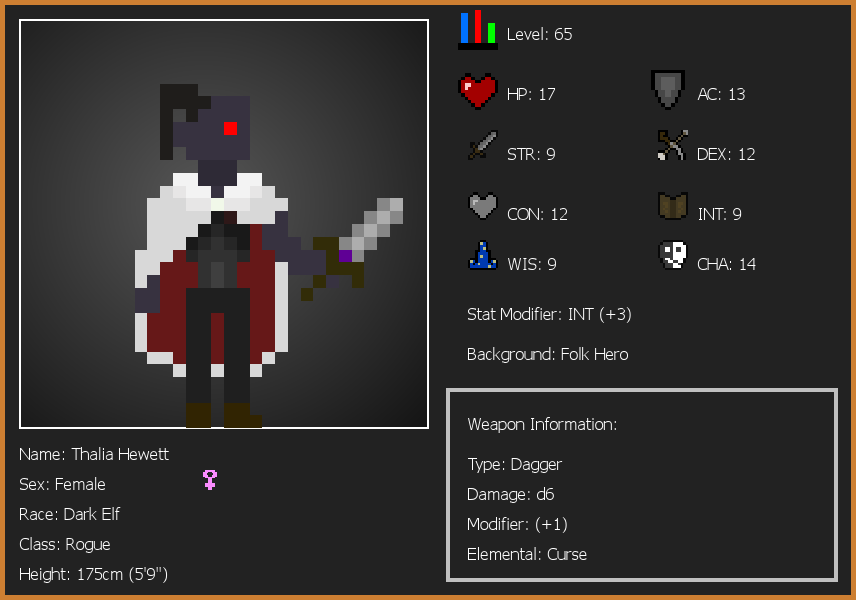 Level: 65
HP: 17
AC: 13
STR: 9
DEX: 12
CON: 12
INT: 9
WIS: 9
CHA: 14
Stat Modifier: INT (+3)
Background: Folk Hero
Weapon Information:
Type: Dagger
Damage: d6
Modifier: (+1)
Elemental: Curse
Name: Thalia Hewett
Sex: Female
Race: Dark Elf
Class: Rogue
Height: 175cm (5'9")